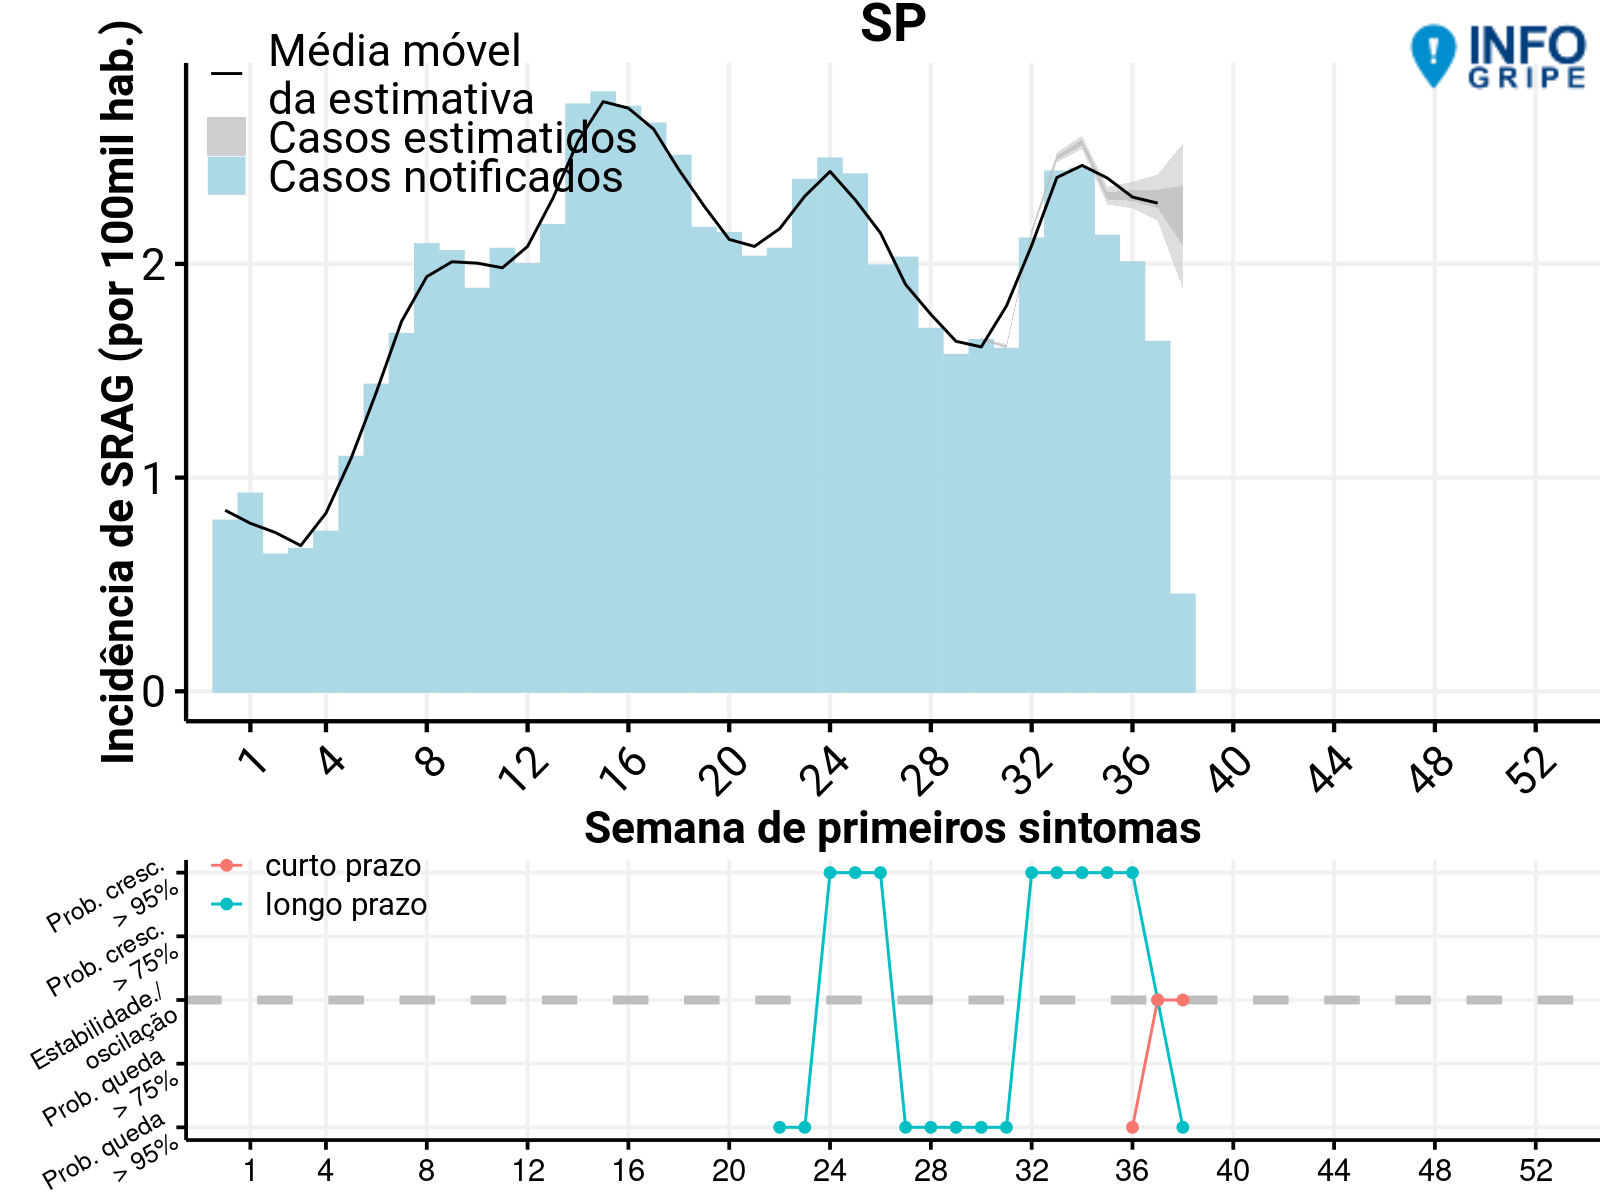 SP
INFO
GRIPE
Média móvel
da estimativa
Casos estimatidos
Casos notificados
Incidência de SRAG (por 100mil hab.)
2
1
0
1 4 8 12 16 20 24 28 32 36 40 44 48 52
Semana de primeiros sintomas
curto prazo
longo prazo
Prob. cresc.
> 95%
Prob. cresc.
> 75%
Estabilidade./
oscilação
Prob. queda
> 75%
Prob. queda
> 95%
1 4 8 12 16 20 24 28 32 36 40 44 48 52